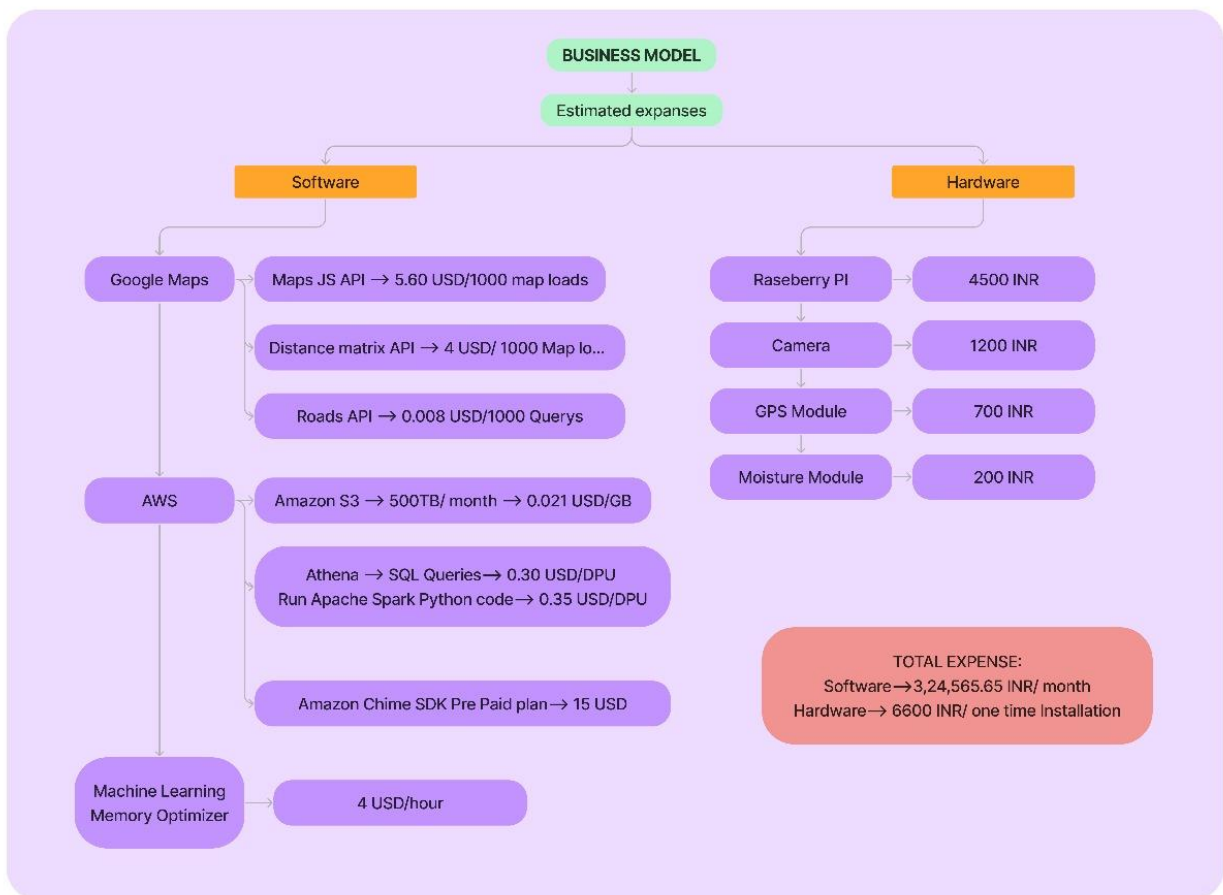 BUSINESS MODEL
Estimated expanses
Software
Hardware
Google Maps
Maps JS API → 5.60 USD/1000 map loads
Distance matrix API → 4 USD/ 1000 Map lo...
Roads API → 0.008 USD/1000 Querys
AWS
Amazon S3 → 500TB/ month → 0.021 USD/GB
Athena → SQL Queries→ 0.30 USD/DPU
Run Apache Spark Python code→ 0.35 USD/DPU
Amazon Chime SDK Pre Paid plan→ 15 USD
Machine Learning
Memory Optimizer
4 USD/hour
Raseberry PI
4500 INR
Camera
1200 INR
GPS Module
700 INR
Moisture Module
200 INR
TOTAL EXPENSE:
Software→3,24,565.65 INR/ month
Hardware→ 6600 INR/ one time Installation